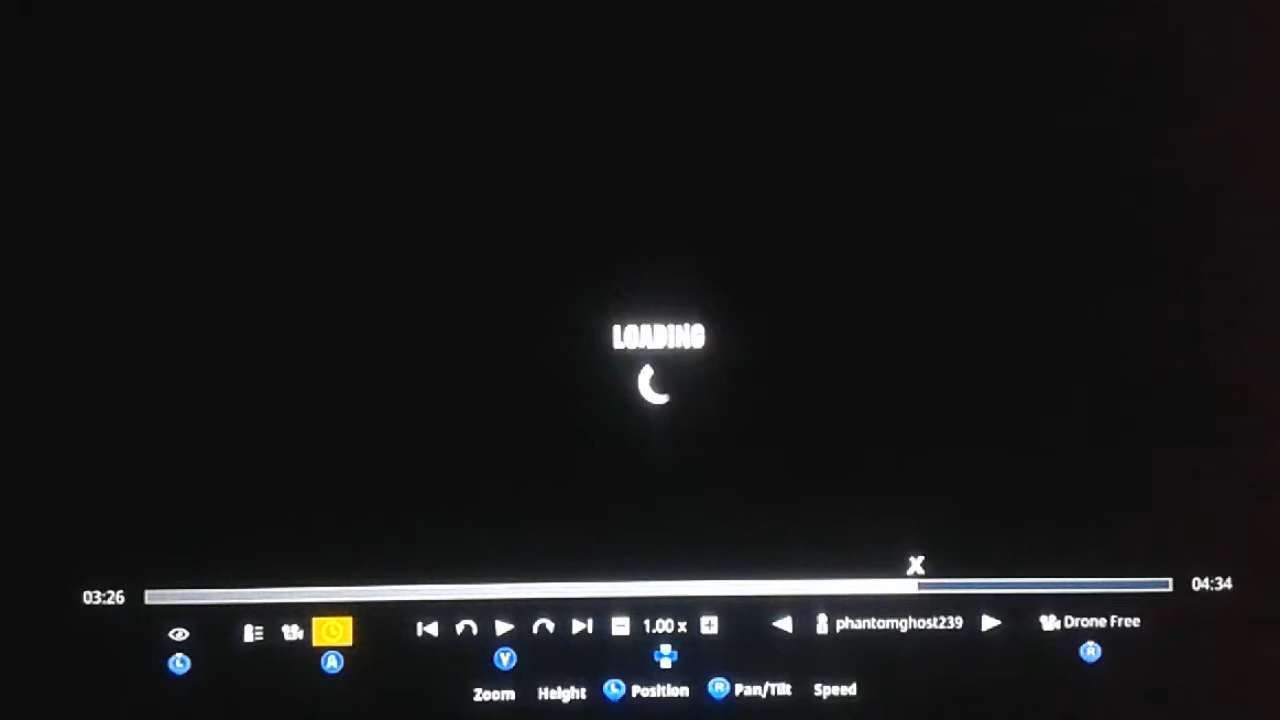 LOADING
X
03:26
04:34
1.00 x
phantomghost239
Drone Free
L
A
Y
R
Zoom
Height
L
Position
R
Pan/Tilt
Speed